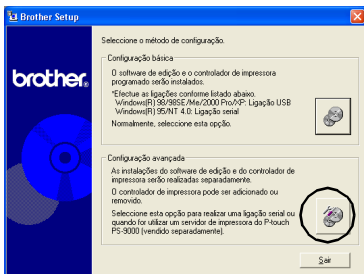 Brother Setup
brother.
Seleccione o método de configuração.
Configuração básica
O software de edição e o controlador de impressora
programado serão instalados.
*Efectue as ligações conforme listado abaixo.
Windows(R) 98/98SE/Me/2000 Pro/XP: Ligação USB
Windows(R) 95/NT 4.0: Ligação serial
Normalmente, seleccione esta opção.
Configuração avançada
As instalações do software de edição e do controlador de
impressora serão realizadas separadamente.
O controlador de impressora pode ser adicionado ou
removido.
Seleccione esta opção para realizar uma ligação serial ou
quando for utilizar um servidor de impressora do P-touch
PS-9000 (vendido separadamente).
Sair